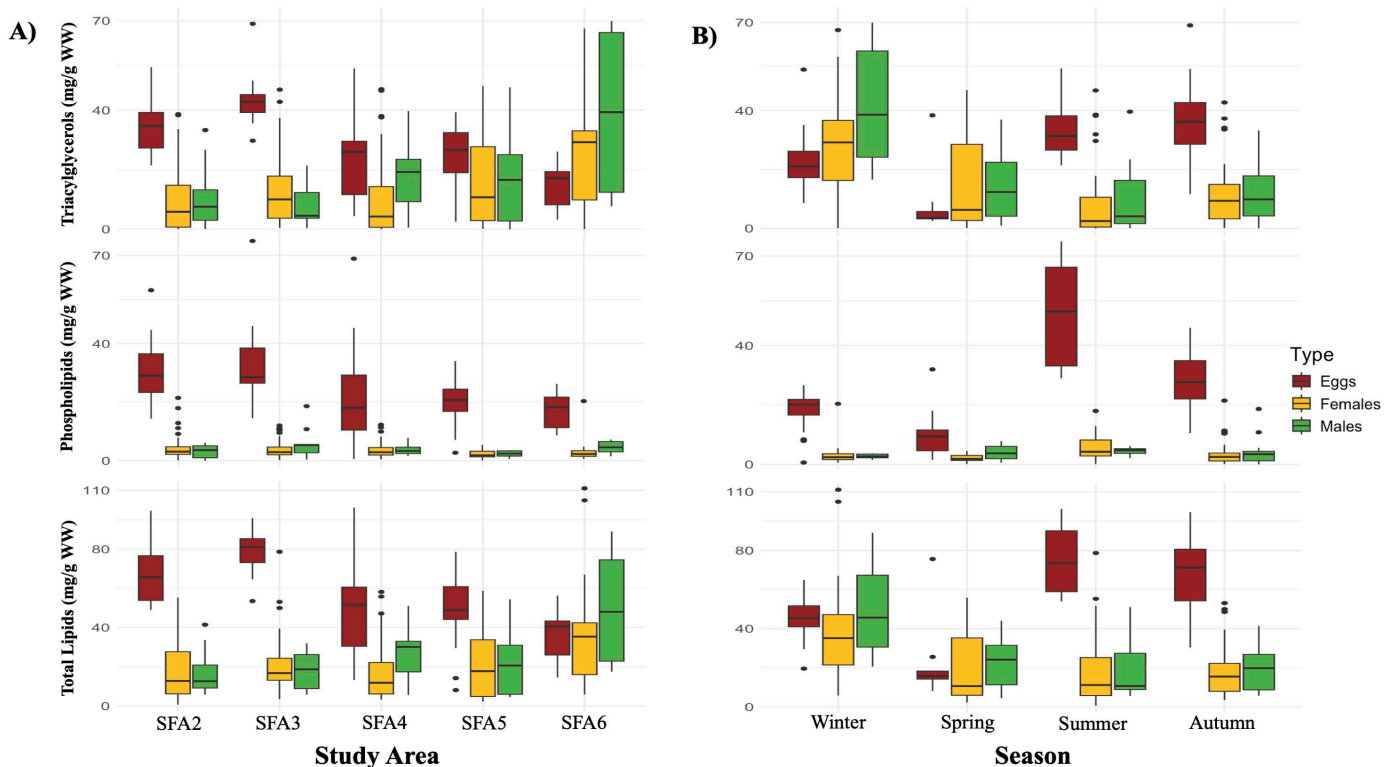 A)
Triacylglycerols (mg/g WW)
70
40
0
Phospholipids (mg/g WW)
70
40
0
Total Lipids (mg/g WW)
110
80
40
0
SFA2 SFA3 SFA4 SFA5 SFA6
Study Area
B)
70
40
0
70
40
0
110
80
40
0
Winter Spring Summer Autumn
Season
Type
Eggs
Females
Males